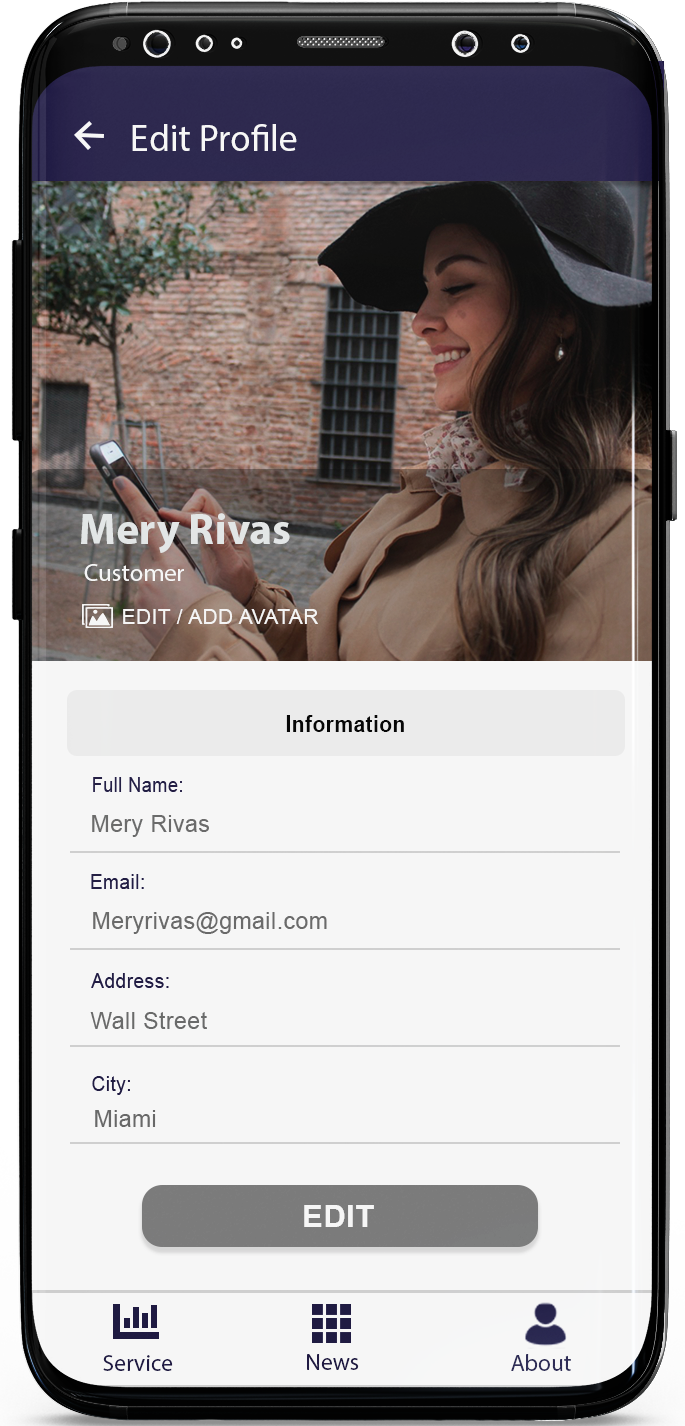 Edit Profile
Mery Rivas
Customer
EDIT / ADD AVATAR
Information
Full Name:
Mery Rivas
Email:
Meryrivas@gmail.com
Address:
Wall Street
City:
Miami
EDIT
Service News About